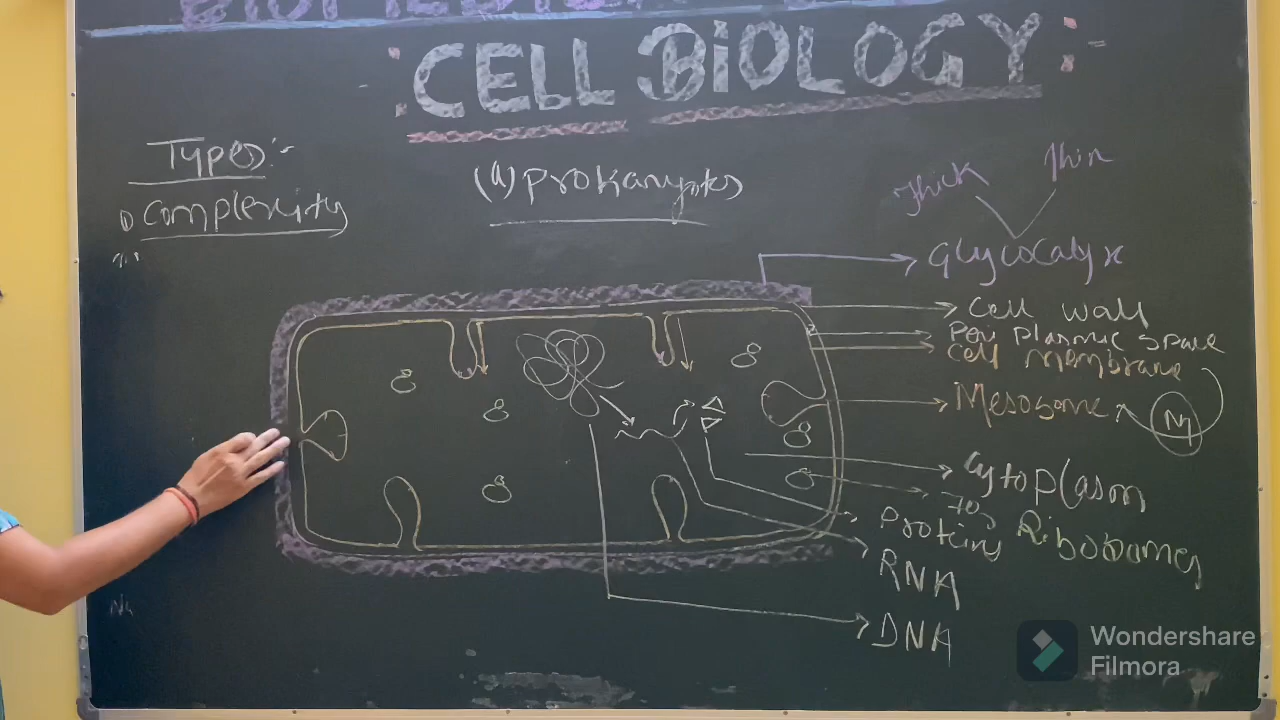 : CELL BIOLOGY :-
Types:-
(a) Prokaryotes
Thick
Thin
1) Complexity
Glycocalyx
Cell wall
Peri plasmic space
Cell membrane
Mesosome
Cytoplasm
70s
Ribosomes
Proteins
RNA
DNA
Wondershare
Filmora